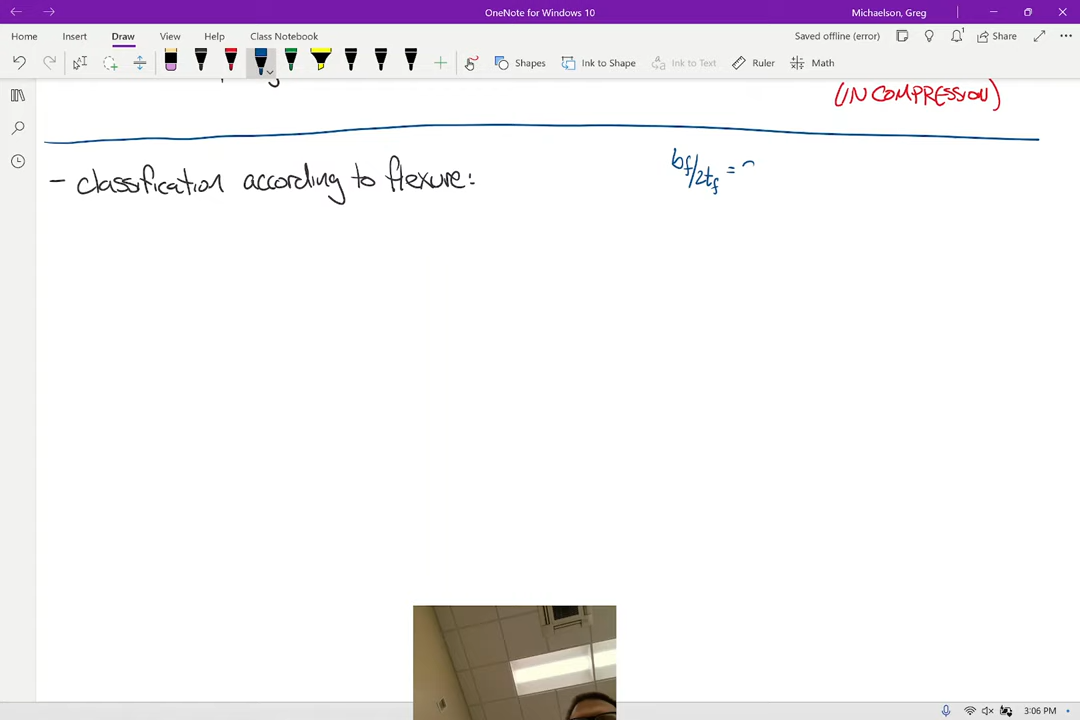 OneNote for Windows 10
Michaelson, Greg
Home Insert Draw View Help Class Notebook
Saved offline (error)
Share
Shapes
Ink to Shape
Ink to Text
Ruler
Math
(IN COMPRESSION)
- classification according to flexure:
bf/2tf =
3:06 PM